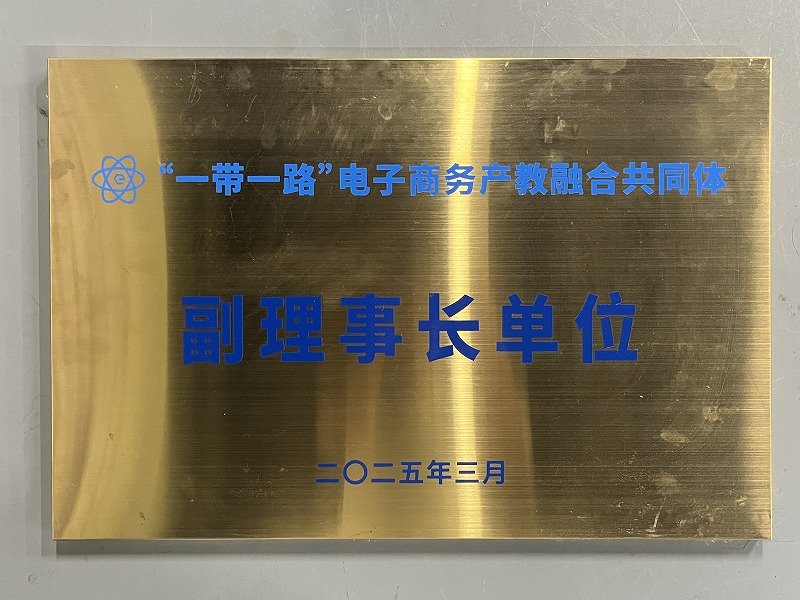 “一带一路”电子商务产教融合共同体
副理事长单位
二〇二五年三月